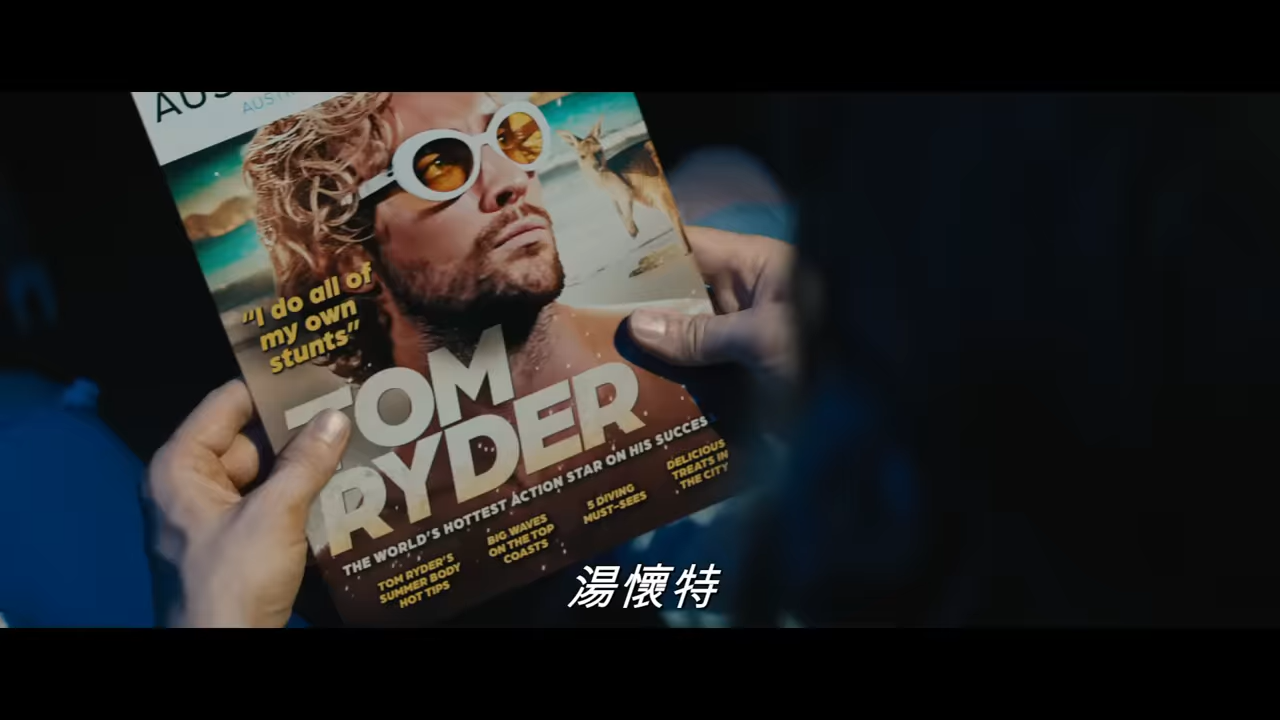 "I do all of
my own
stunts"
TOM
RYDER
THE WORLD'S HOTTEST ACTION STAR ON HIS
TOM RYDER'S
SUMMER BODY
HOT TIPS
BIG WAVES
ON THE TOP
COASTS
5 DIVING
MUST-SEES
DELICIOUS
TREATS IN
THE CITY
湯懷特